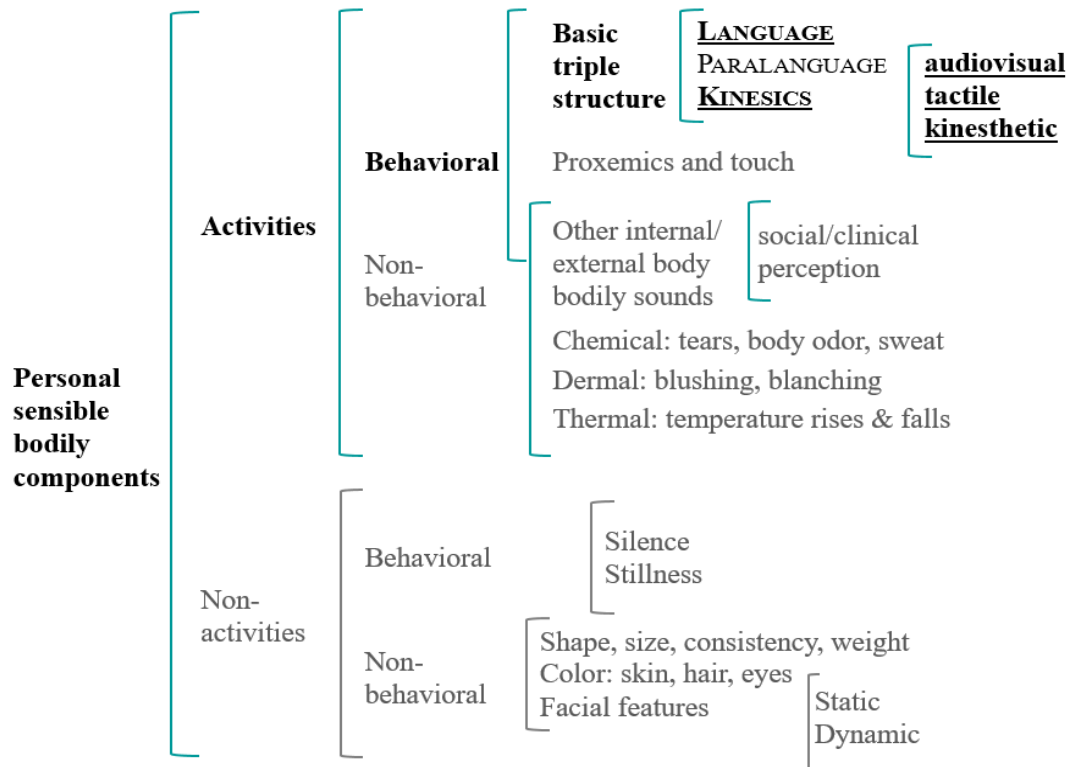 Basic
triple
structure
LANGUAGE
PARALANGUAGE
KINESICS
audiovisual
tactile
kinesthetic
Behavioral
Proxemics and touch
Activities
Non-
behavioral
Other internal/
external body
bodily sounds
social/clinical
perception
Chemical: tears, body odor, sweat
Dermal: blushing, blanching
Thermal: temperature rises & falls
Personal
sensible
bodily
components
Non-
activities
Behavioral
Silence
Stillness
Non-
behavioral
Shape, size, consistency, weight
Color: skin, hair, eyes
Facial features
Static
Dynamic